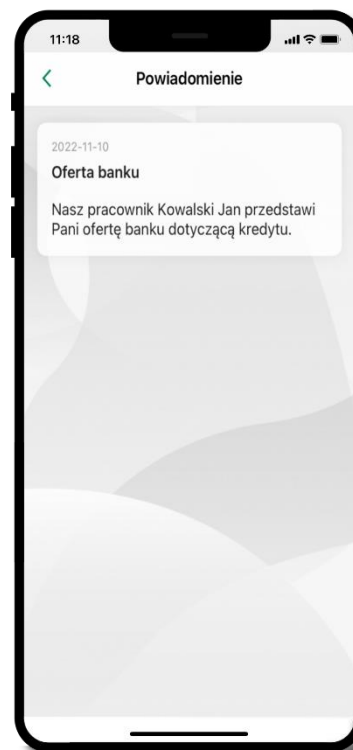 11:18
Powiadomienie
2022-11-10
Oferta banku
Nasz pracownik Kowalski Jan przedstawi
Pani ofertę banku dotyczącą kredytu.